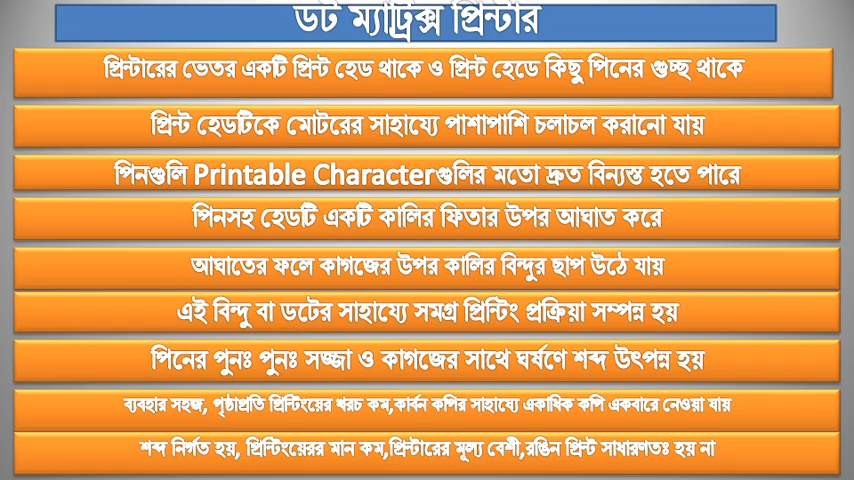 ডট ম্যাট্রিক্স প্রিন্টার
প্রিন্টারের ভেতর একটি প্রিন্ট হেড থাকে ও প্রিন্ট হেডে কিছু পিনের গুচ্ছ থাকে
প্রিন্ট হেডটিকে মোটরের সাহায্যে পাশাপাশি চলাচল করানো যায়
পিনগুলি Printable Characterগুলির মতো দ্রুত বিন্যস্ত হতে পারে
পিনসহ হেডটি একটি কালির ফিতার উপর আঘাত করে
আঘাতের ফলে কাগজের উপর কালির বিন্দুর ছাপ উঠে যায়
এই বিন্দু বা ডটের সাহায্যে সমগ্র প্রিন্টিং প্রক্রিয়া সম্পন্ন হয়
পিনের পুনঃ পুনঃ সজ্জা ও কাগজের সাথে ঘর্ষণে শব্দ উৎপন্ন হয়
ব্যবহার সহজ, পৃষ্ঠাপ্রতি প্রিন্টিংয়ের খরচ কম,কার্বন কপির সাহায্যে একাধিক কপি একবারে নেওয়া যায়
শব্দ নির্গত হয়, প্রিন্টিংয়েরর মান কম,প্রিন্টারের মূল্য বেশী,রঙিন প্রিন্ট সাধারণতঃ হয় না